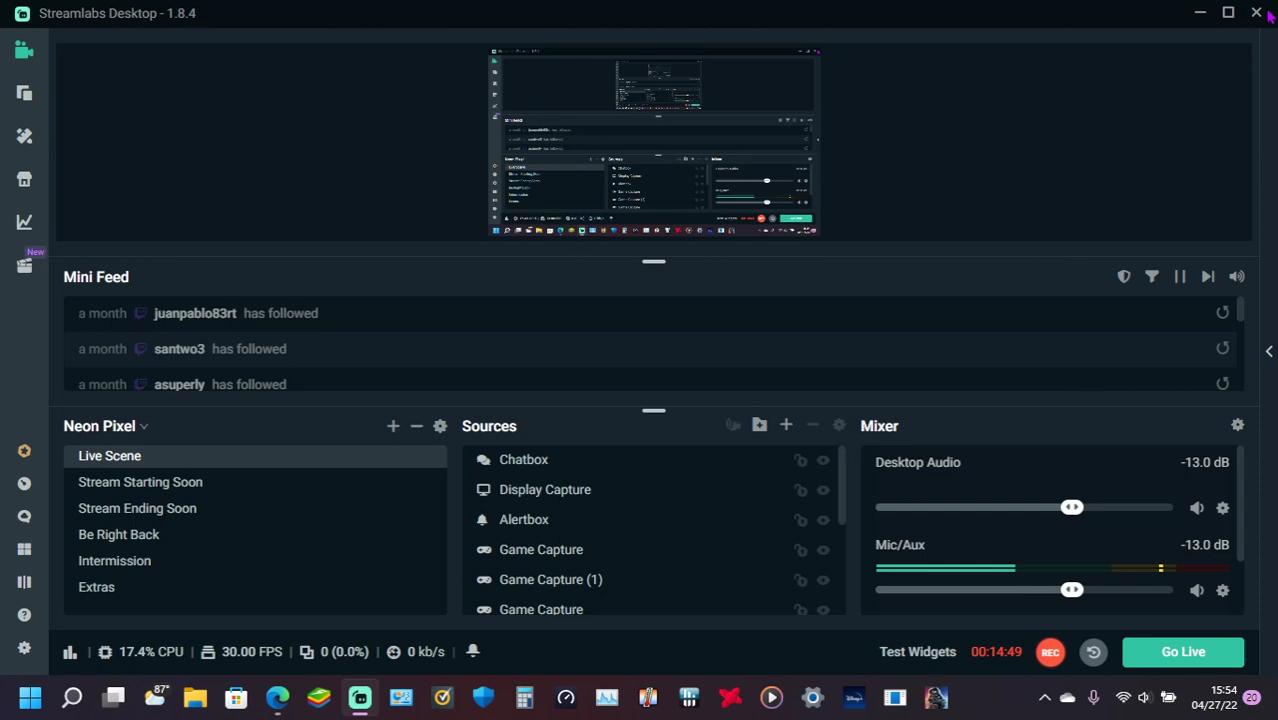 Streamlabs Desktop - 1.8.4
New
Mini Feed
a month juanpablo83rt has followed
a month santwo3 has followed
a month asuperly has followed
Neon Pixel
Live Scene
Stream Starting Soon
Stream Ending Soon
Be Right Back
Intermission
Extras
Sources
Chatbox
Display Capture
Alertbox
Game Capture
Game Capture (1)
Game Capture
Mixer
Desktop Audio -13.0 dB
Mic/Aux -13.0 dB
17.4% CPU 30.00 FPS 0 (0.0%) 0 kb/s
Test Widgets 00:14:49 REC Go Live
87°
15:54
04/27/22 20